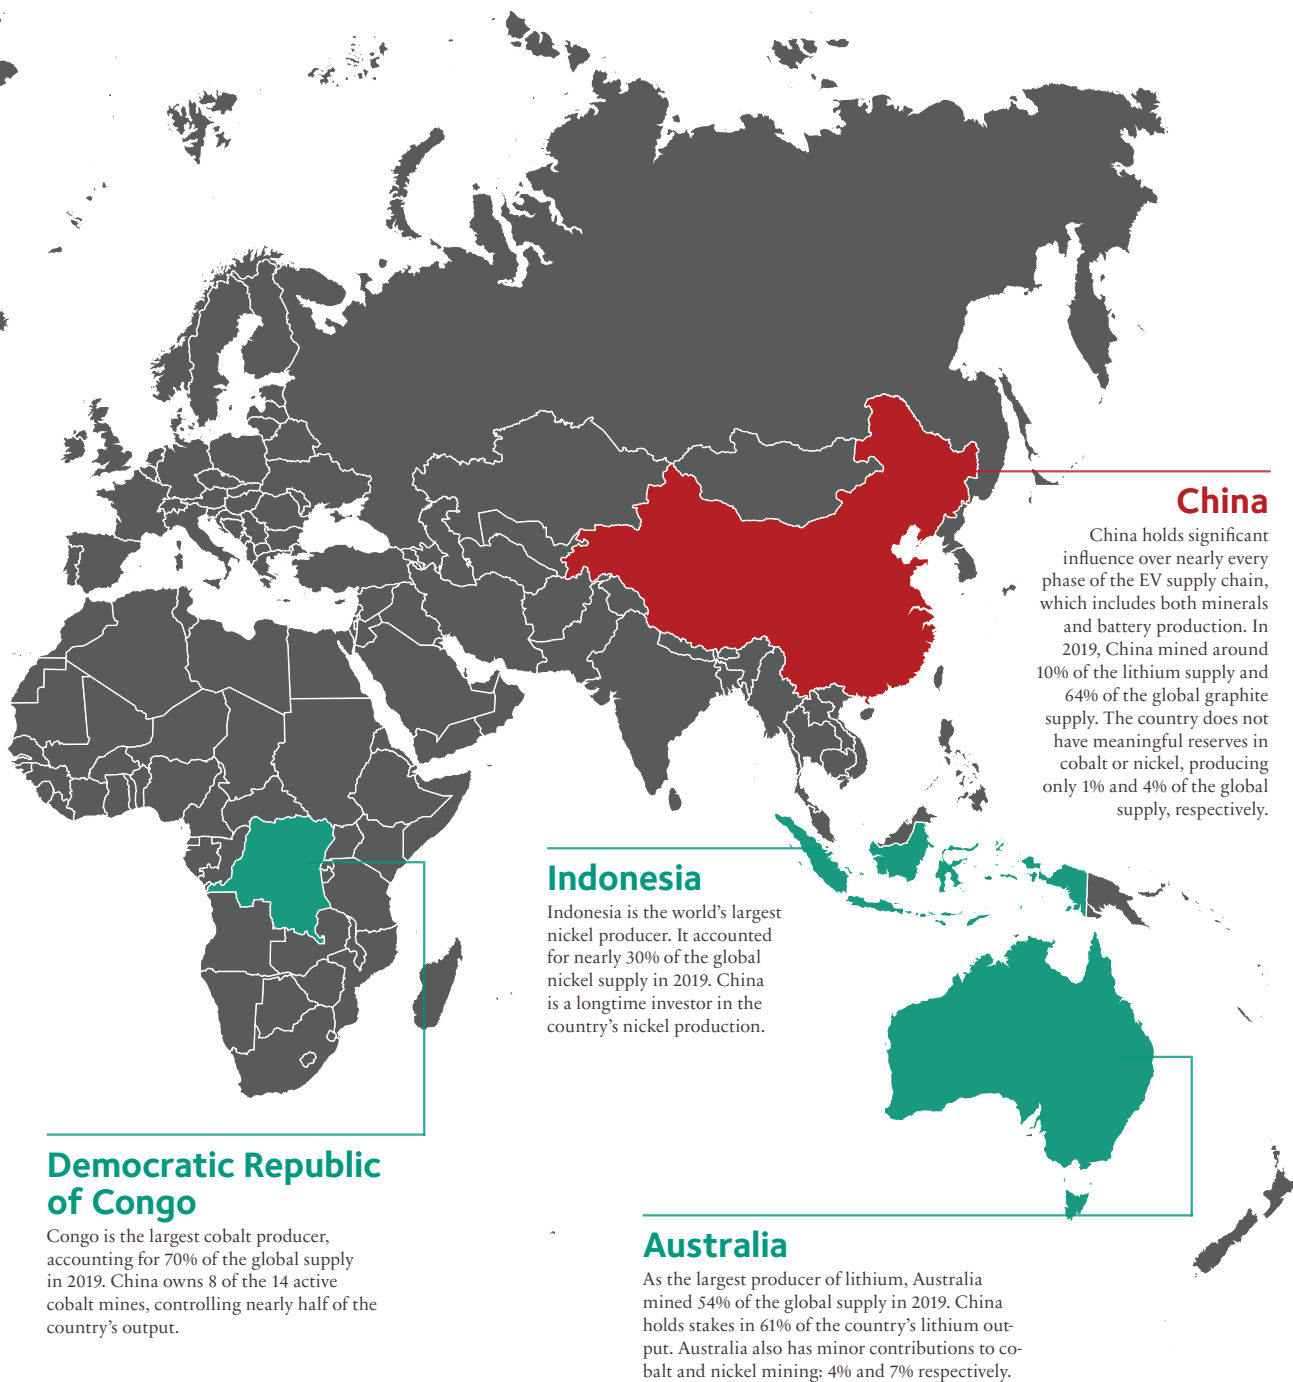 China
China holds significant
influence over nearly every
phase of the EV supply chain,
which includes both minerals
and battery production. In
2019, China mined around
10% of the lithium supply and
64% of the global graphite
supply. The country does not
have meaningful reserves in
cobalt or nickel, producing
only 1% and 4% of the global
supply, respectively.
Indonesia
Indonesia is the world’s largest
nickel producer. It accounted
for nearly 30% of the global
nickel supply in 2019. China
is a longtime investor in the
country’s nickel production.
Democratic Republic
of Congo
Congo is the largest cobalt producer,
accounting for 70% of the global supply
in 2019. China owns 8 of the 14 active
cobalt mines, controlling nearly half of the
country’s output.
Australia
As the largest producer of lithium, Australia
mined 54% of the global supply in 2019. China
holds stakes in 61% of the country’s lithium out-
put. Australia also has minor contributions to co-
balt and nickel mining: 4% and 7% respectively.